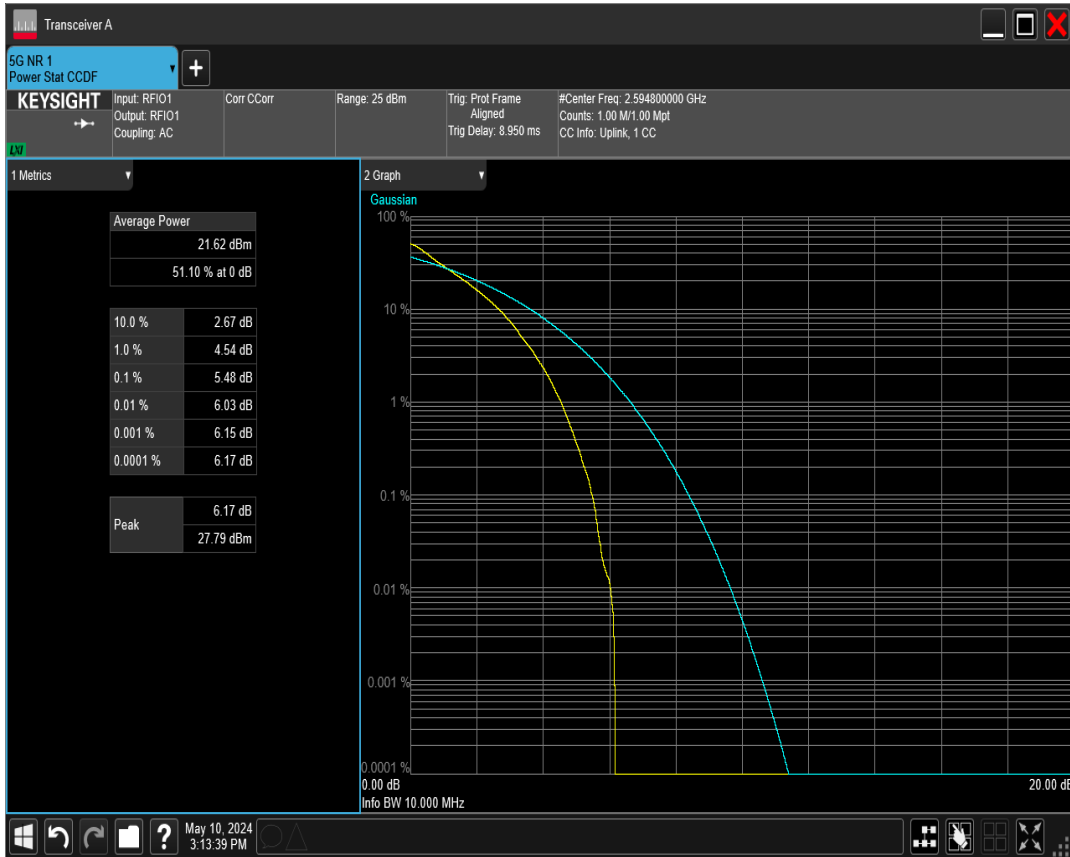 Transceiver A
5G NR 1
Power Stat CCDF
KEYSIGHT
LXI
Input: RFIO1
Output: RFIO1
Coupling: AC
Corr CCorr
Range: 25 dBm
Trig: Prot Frame
Aligned
Trig Delay: 8.950 ms
#Center Freq: 2.594800000 GHz
Counts: 1.00 M/1.00 Mpt
CC Info: Uplink, 1 CC
1 Metrics
Average Power
21.62 dBm
51.10 % at 0 dB
10.0 % 2.67 dB
1.0 % 4.54 dB
0.1 % 5.48 dB
0.01 % 6.03 dB
0.001 % 6.15 dB
0.0001 % 6.17 dB
Peak 6.17 dB
27.79 dBm
2 Graph
Gaussian
100 %
10 %
1 %
0.1 %
0.01 %
0.001 %
0.0001 %
0.00 dB 20.00 dB
Info BW 10.000 MHz
?
May 10, 2024
3:13:39 PM